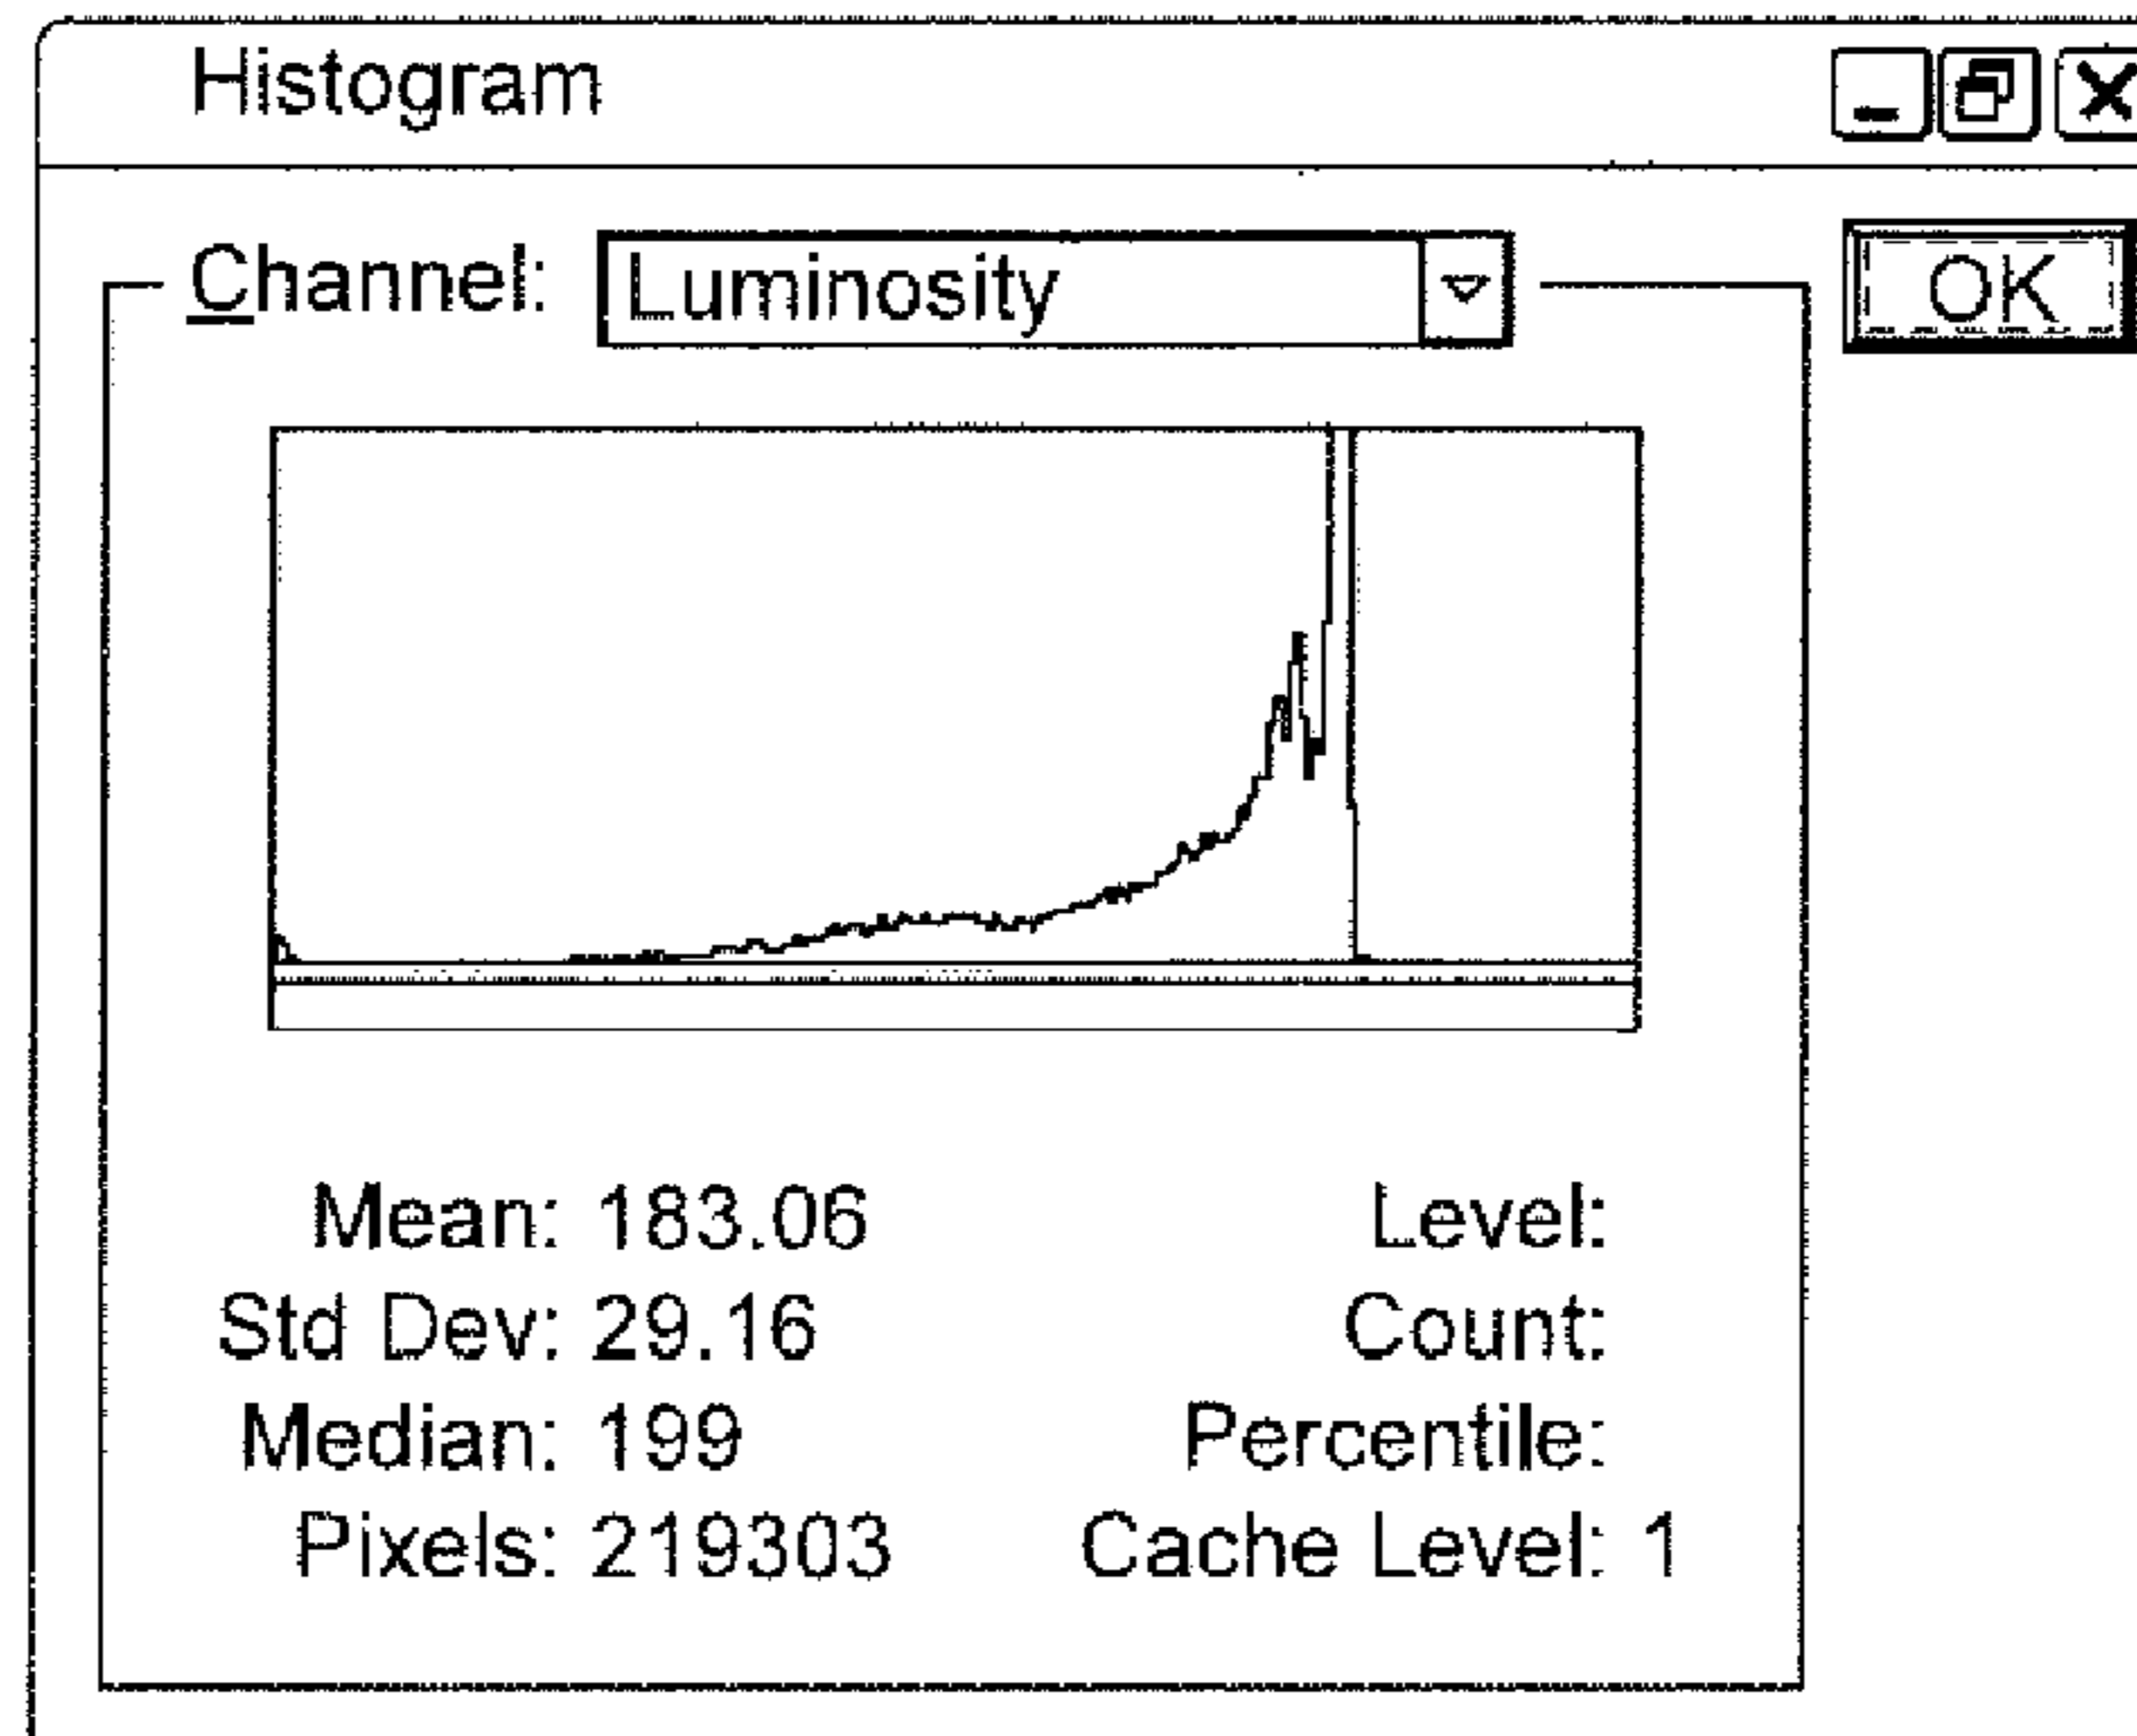 Histogram
Channel: Luminosity
OK
Mean: 183.06 Level:
Std Dev: 29.16 Count:
Median: 199 Percentile:
Pixels: 219303 Cache Level: 1